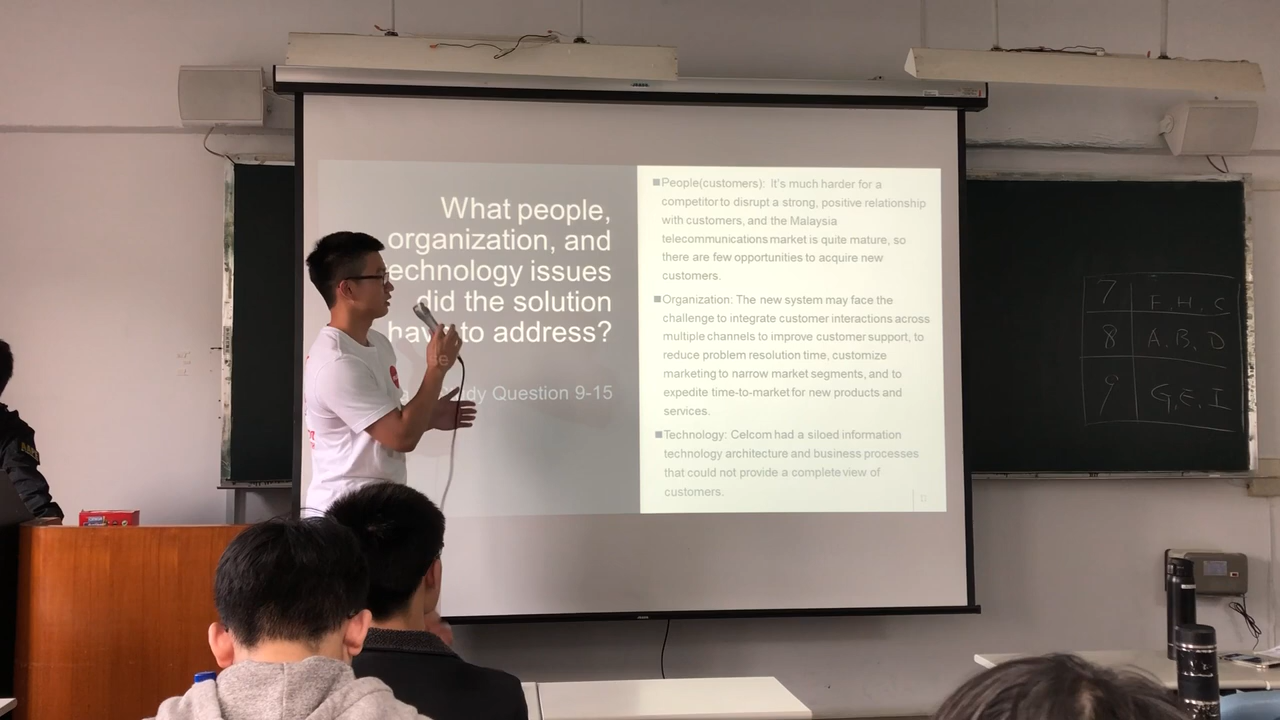 What people,
organization, and
echnology issues
did the solution
have to address?
Question 9-15
■People(customers): It's much harder for a
competitor to disrupt a strong, positive relationship
with customers, and the Malaysia
telecommunications market is quite mature, so
there are few opportunities to acquire new
customers.
■Organization: The new system may face the
challenge to integrate customer interactions across
multiple channels to improve customer support, to
reduce problem resolution time, customize
marketing to narrow market segments, and to
expedite time-to-market for new products and
services.
■Technology: Celcom had a siloed information
technology architecture and business processes
that could not provide a complete view of
customers.
11
7 F, H, C
8 A, B, D
9 G, E, I